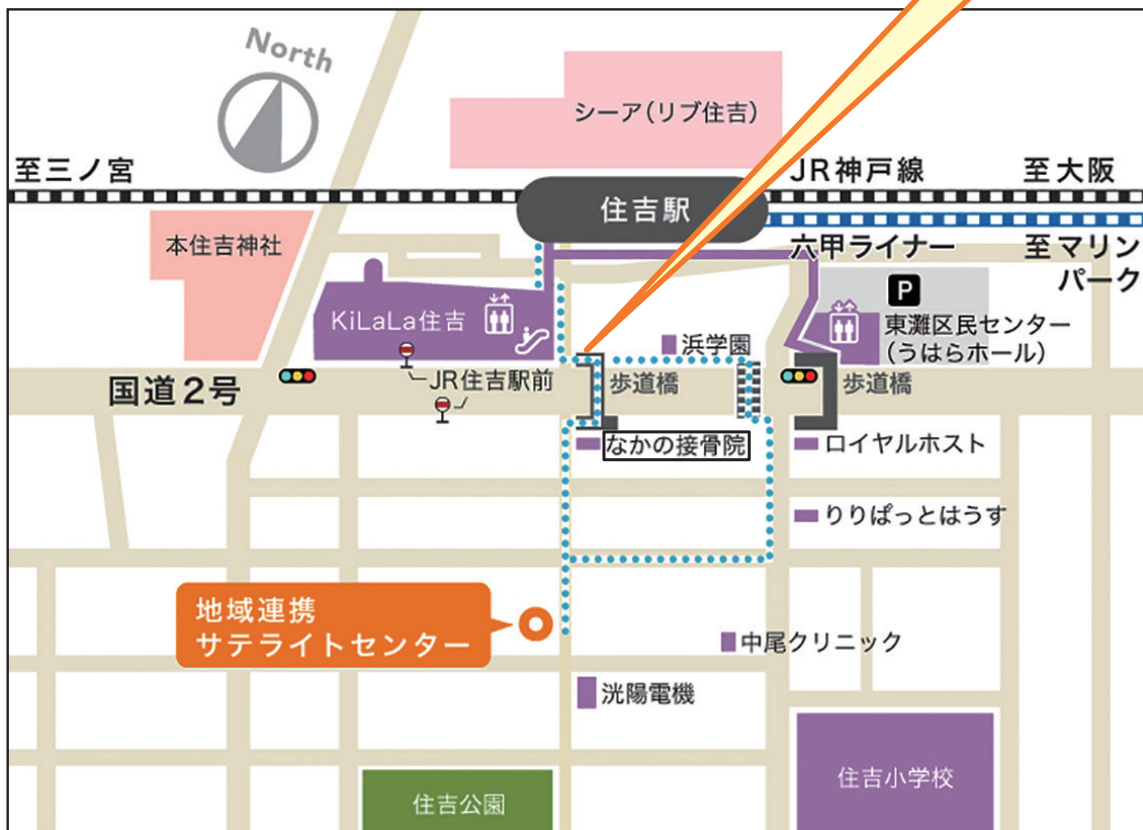 North
シーア(リブ住吉)
至三ノ宮
JR神戸線
至大阪
住吉駅
本住吉神社
六甲ライナー
至マリン
パーク
P
KiLaLa住吉
東灘区民センター
(うはらホール)
浜学園
JR住吉駅前
国道2号
歩道橋
歩道橋
なかの接骨院
ロイヤルホスト
りりぱっとはうす
地域連携
サテライトセンター
中尾クリニック
洸陽電機
住吉公園
住吉小学校